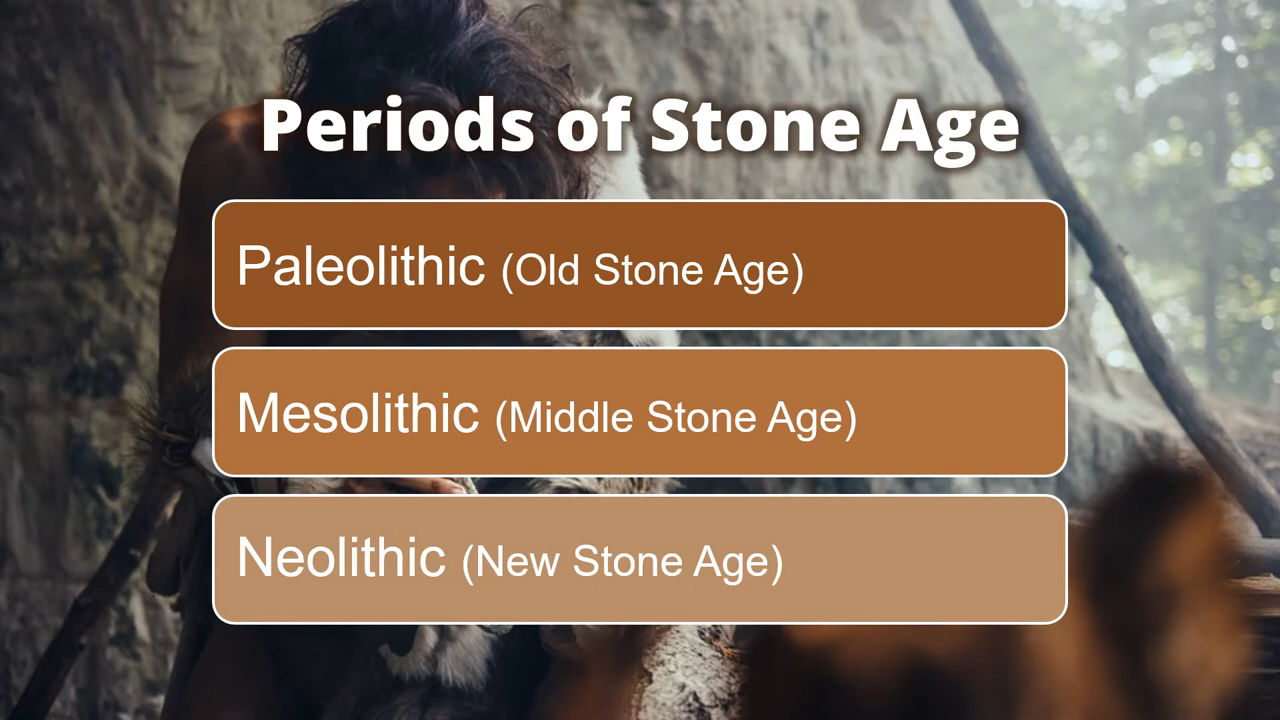 Periods of Stone Age
Paleolithic (Old Stone Age)
Mesolithic (Middle Stone Age)
Neolithic (New Stone Age)